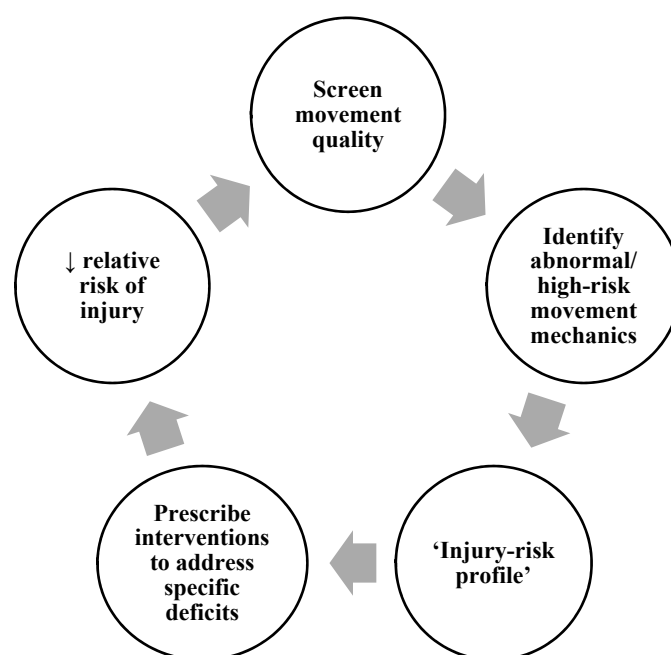 Screen
movement
quality
Identify
abnormal/
high-risk
movement
mechanics
‘Injury-risk
profile’
Prescribe
interventions
to address
specific
deficits
↓ relative
risk of
injury